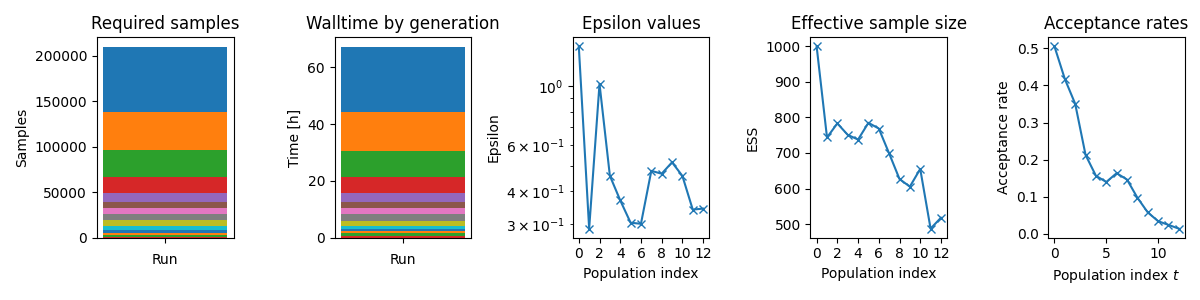 Required samples
200000
150000
100000
50000
0
Samples
Run
Walltime by generation
60
40
20
0
Time [h]
Run
Epsilon values
10⁰
6 × 10⁻¹
4 × 10⁻¹
3 × 10⁻¹
Epsilon
0 2 4 6 8 10 12
Population index
Effective sample size
1000
900
800
700
600
500
ESS
0 2 4 6 8 10 12
Population index
Acceptance rates
0.5
0.4
0.3
0.2
0.1
0.0
Acceptance rate
0 5 10
Population index t